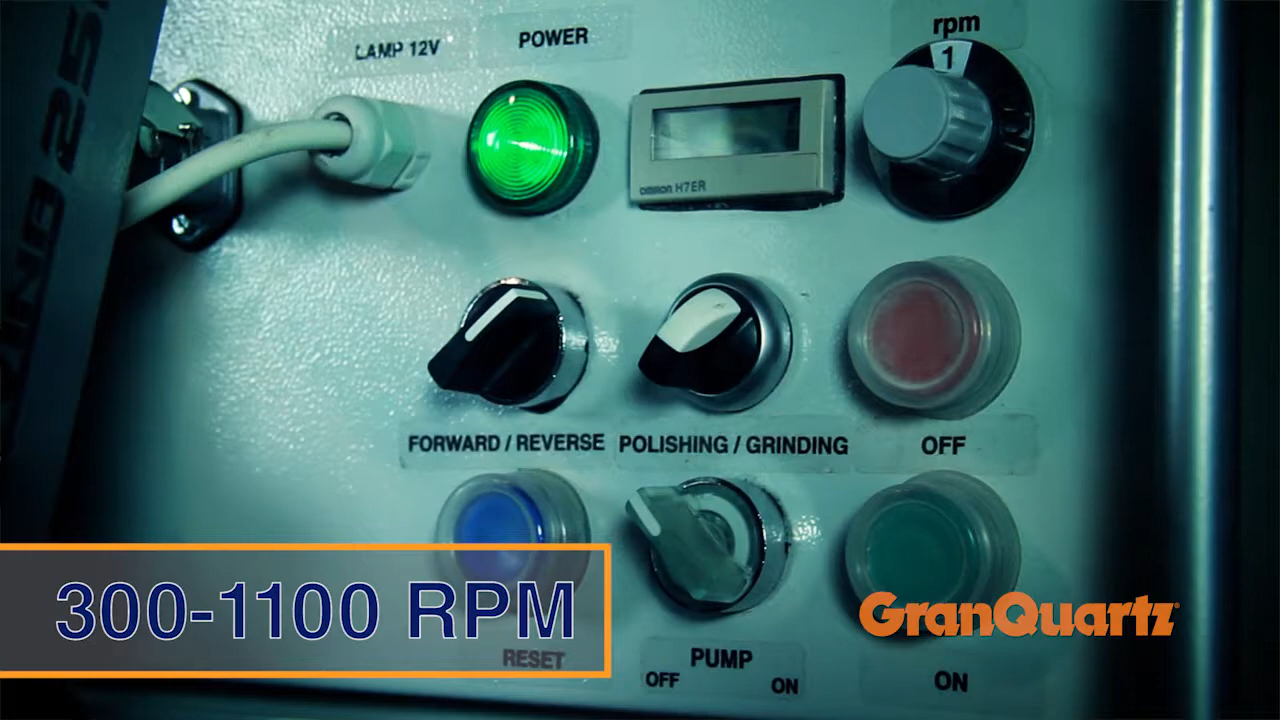 LAMP 12V
POWER
rpm
1
OMRON H7ER
FORWARD / REVERSE
POLISHING / GRINDING
OFF
300-1100 RPM
RESET
PUMP
OFF
ON
GranQuartz
ON